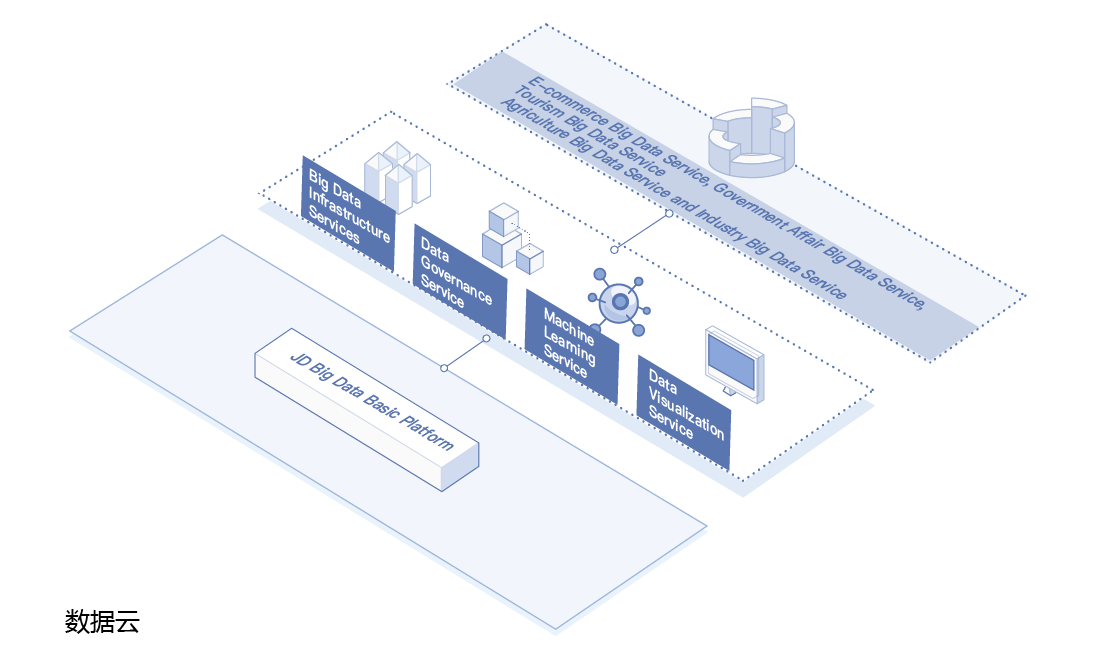 E-commerce Big Data Service, Government Affair Big Data Service,
Tourism Big Data Service
Agriculture Big Data Service and Industry Big Data Service
Big Data
Infrastructure
Services
Data
Governance
Service
Machine
Learning
Service
Data
Visualization
Service
JD Big Data Basic Platform
数据云